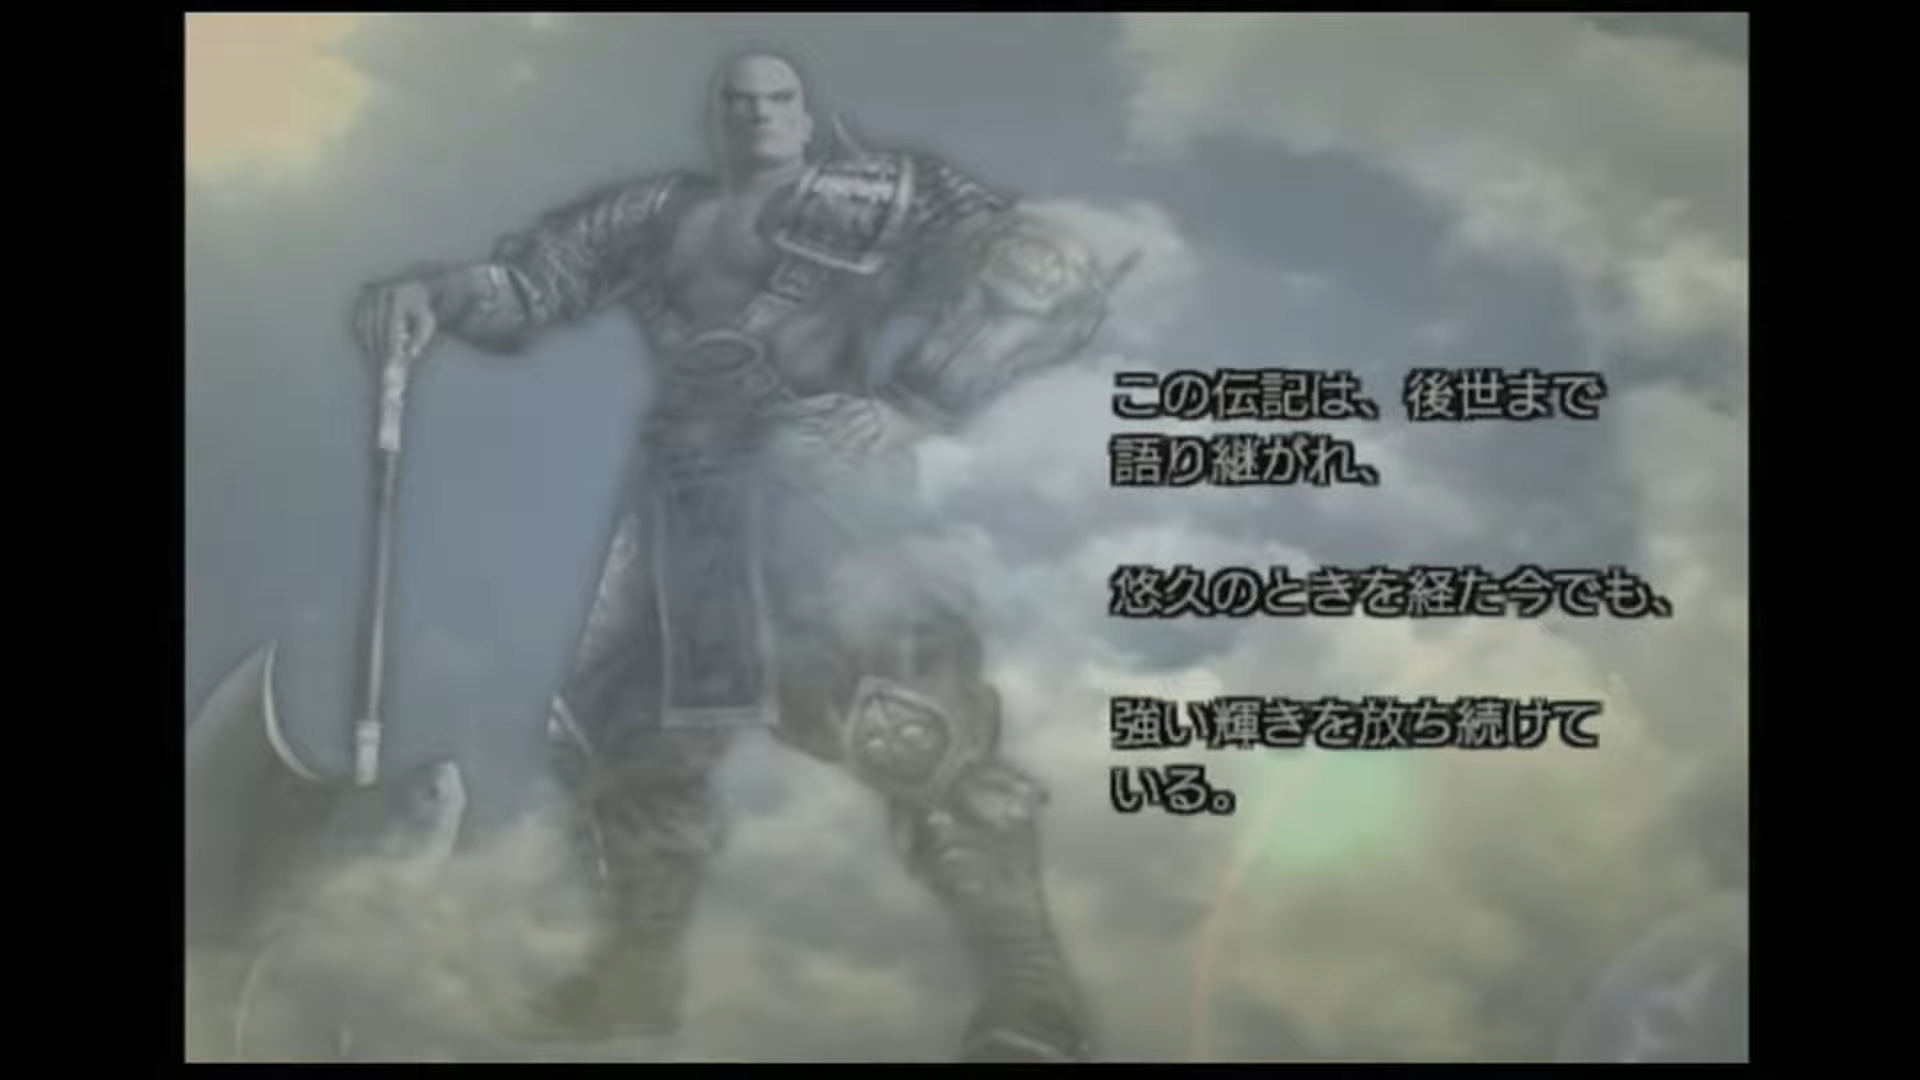 この伝記は、後世まで
語り継がれ、
悠久のときを経た今でも、
強い輝きを放ち続けて
いる。